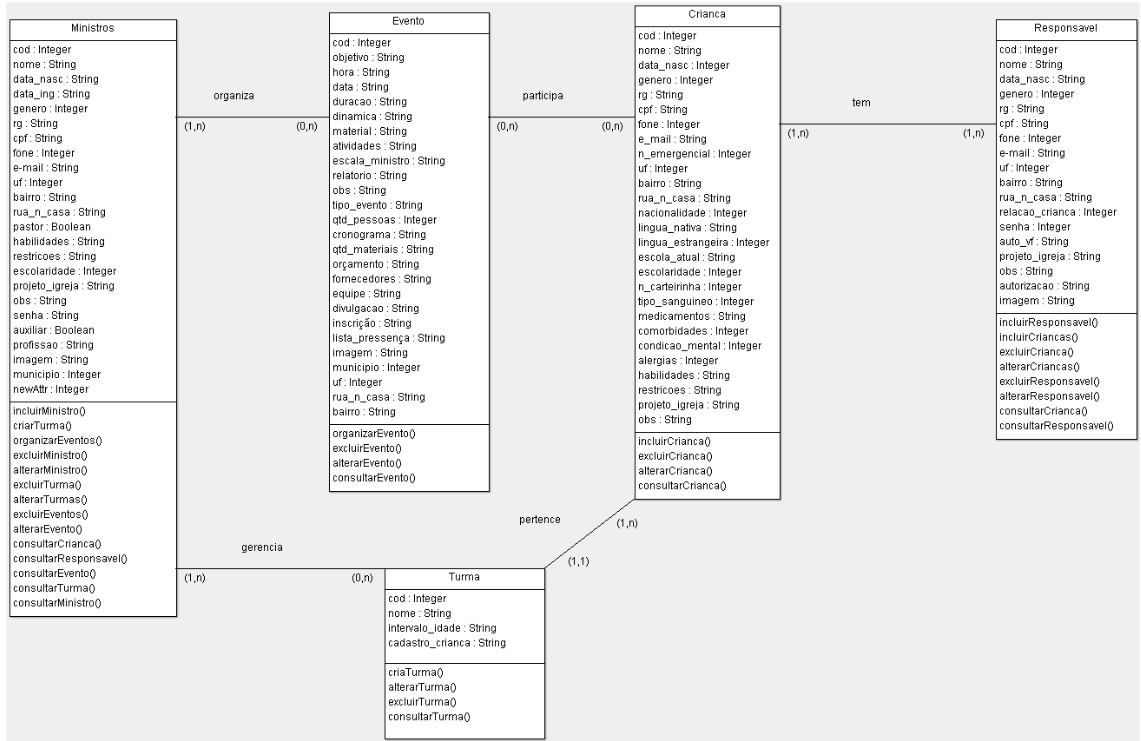 Ministros
cod : Integer
nome : String
data_nasc : String
data_ing : String
genero : Integer
rg : String
cpf : String
fone : Integer
e-mail : String
uf : Integer
bairro : String
rua_n_casa : String
pastor : Boolean
habilidades : String
restricoes : String
escolaridade : Integer
projeto_igreja : String
obs : String
senha : String
auxiliar : Boolean
profissao : String
imagem : String
municipio : Integer
newAttr : Integer
incluirMinistro()
criarTurma()
organizarEventos()
excluirMinistro()
alterarMinistro()
excluirTurma()
alterarTurmas()
excluirEventos()
alterarEvento()
consultarCrianca()
consultarResponsavel()
consultarEvento()
consultarTurma()
consultarMinistro()
organiza
(1,n)
(0,n)
Evento
cod : Integer
objetivo : String
hora : String
data : String
duracao : String
dinamica : String
material : String
atividades : String
escala_ministro : String
relatorio : String
obs : String
tipo_evento : String
qtd_pessoas : Integer
cronograma : String
qtd_materiais : String
orçamento : String
fornecedores : String
equipe : String
divulgacao : String
inscrição : String
lista_pressença : String
imagem : String
municipio : Integer
uf : Integer
rua_n_casa : String
bairro : String
organizarEvento()
excluirEvento()
alterarEvento()
consultarEvento()
participa
(0,n)
(0,n)
Crianca
cod : Integer
nome : String
data_nasc : Integer
genero : Integer
rg : String
cpf : String
fone : Integer
e_mail : String
n_emergencial : Integer
uf : Integer
bairro : String
rua_n_casa : String
nacionalidade : Integer
lingua_nativa : String
lingua_estrangeira : Integer
escola_atual : String
escolaridade : Integer
n_carteirinha : Integer
tipo_sanguineo : Integer
medicamentos : String
comorbidades : Integer
condicao_mental : Integer
alergias : Integer
habilidades : String
restricoes : String
projeto_igreja : String
obs : String
incluirCrianca()
excluirCrianca()
alterarCrianca()
consultarCrianca()
tem
(1,n)
(1,n)
Responsavel
cod : Integer
nome : String
data_nasc : String
genero : Integer
rg : String
cpf : String
fone : Integer
e-mail : String
uf : Integer
bairro : String
rua_n_casa : String
relacao_crianca : Integer
senha : Integer
auto_vf : String
projeto_igreja : String
obs : String
autorizacao : String
imagem : String
incluirResponsavel()
incluirCriancas()
excluirCrianca()
alterarCriancas()
excluirResponsavel()
alterarResponsavel()
consultarCrianca()
consultarResponsavel()
pertence
(1,n)
(1,1)
gerencia
(1,n)
(0,n)
Turma
cod : Integer
nome : String
intervalo_idade : String
cadastro_crianca : String
criaTurma()
alterarTurma()
excluirTurma()
consultarTurma()